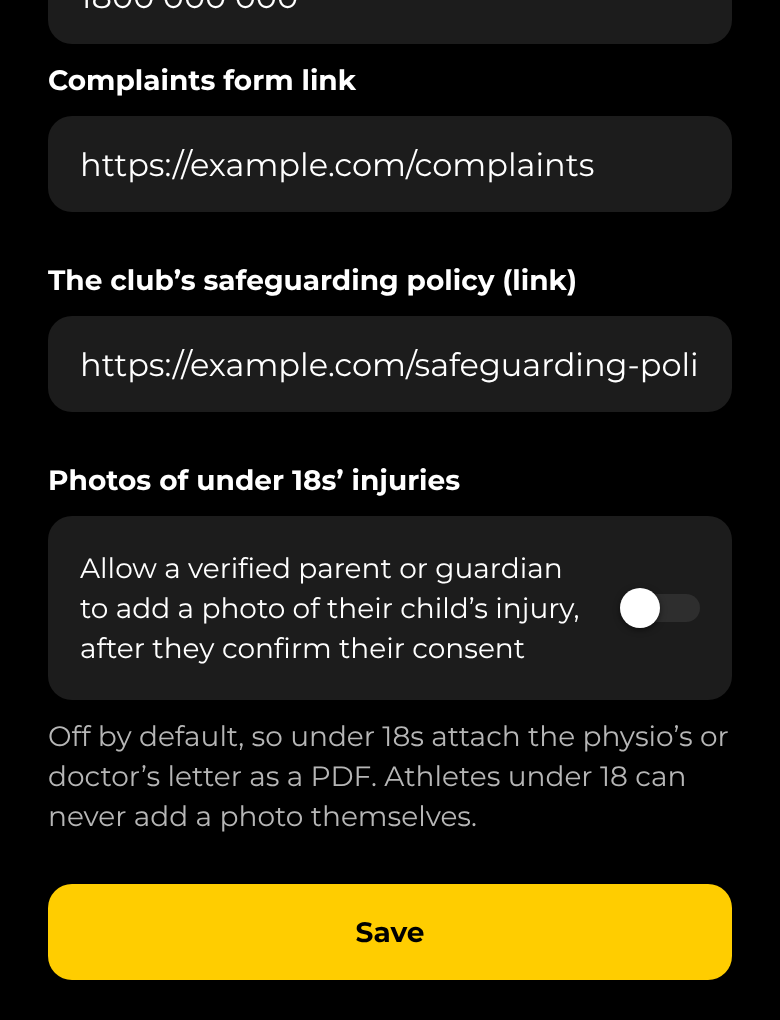 1800 000 000
Complaints form link
https://example.com/complaints
The club’s safeguarding policy (link)
https://example.com/safeguarding-poli
Photos of under 18s’ injuries
Allow a verified parent or guardian
to add a photo of their child’s injury,
after they confirm their consent
Off by default, so under 18s attach the physio’s or
doctor’s letter as a PDF. Athletes under 18 can
never add a photo themselves.
Save